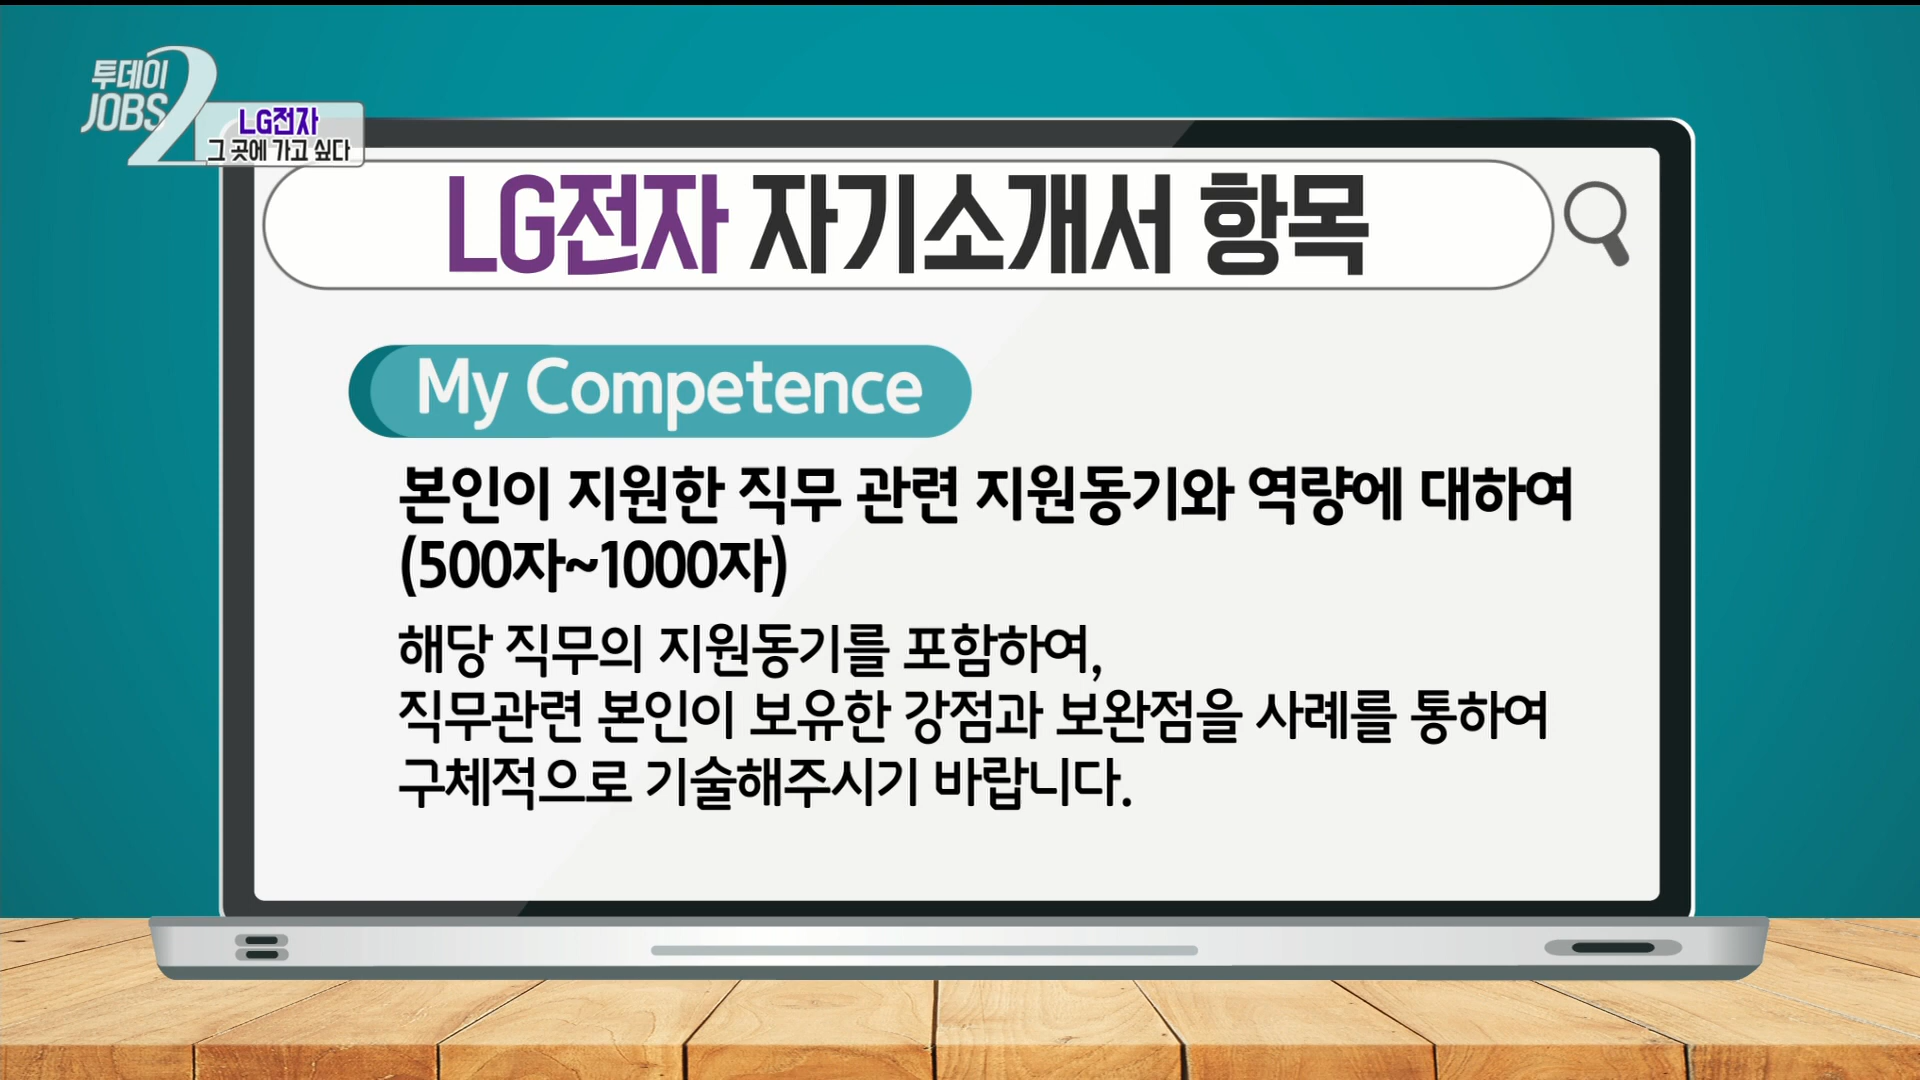 투데이
JOBS 2
LG전자
그 곳에 가고 싶다
LG전자 자기소개서 항목
My Competence
본인이 지원한 직무 관련 지원동기와 역량에 대하여
(500자~1000자)
해당 직무의 지원동기를 포함하여,
직무관련 본인이 보유한 강점과 보완점을 사례를 통하여
구체적으로 기술해주시기 바랍니다.